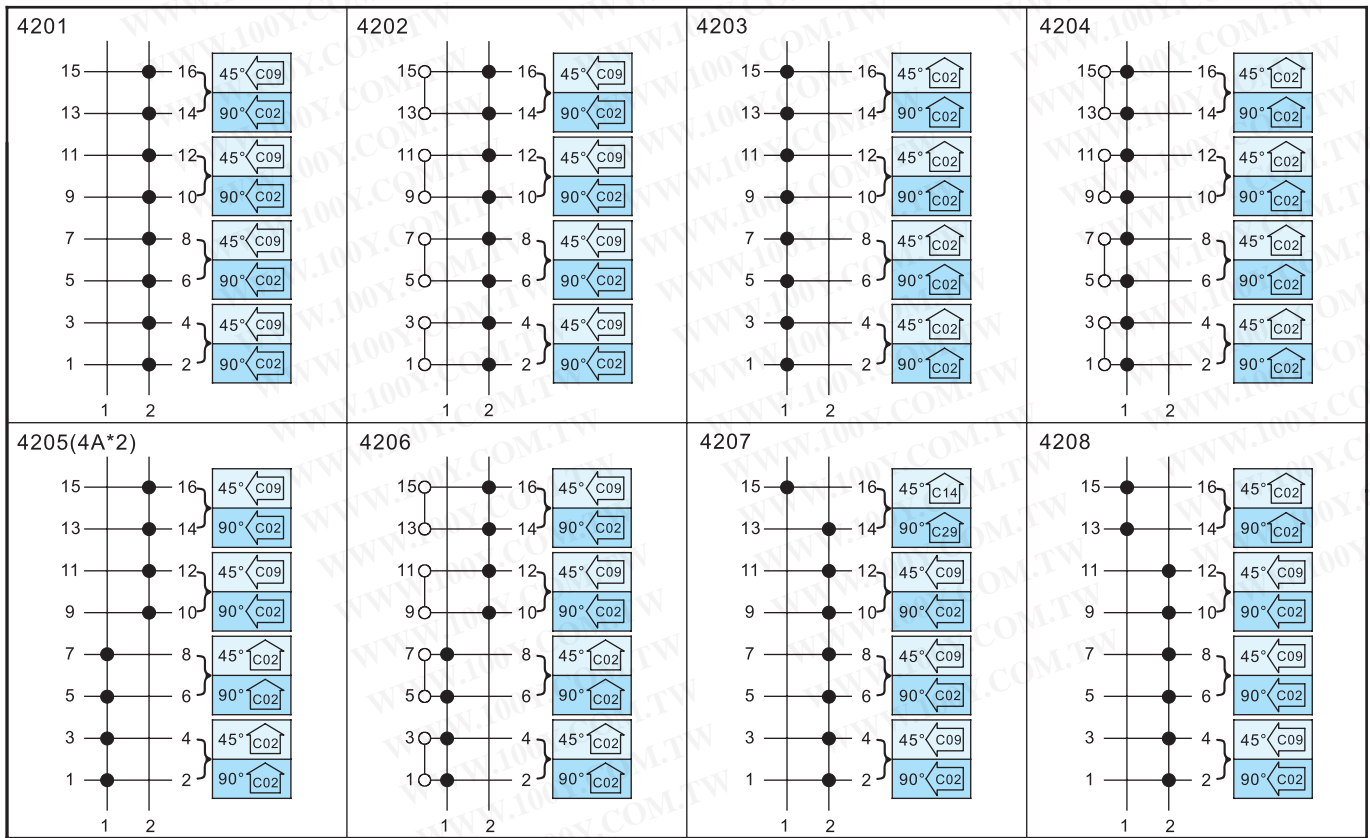 4201
15 16 45° C09
13 14 90° C02
11 12 45° C09
9 10 90° C02
7 8 45° C09
5 6 90° C02
3 4 45° C09
1 2 90° C02
1 2
4202
15 16 45° C09
13 14 90° C02
11 12 45° C09
9 10 90° C02
7 8 45° C09
5 6 90° C02
3 4 45° C09
1 2 90° C02
1 2
4203
15 16 45° C02
13 14 90° C02
11 12 45° C02
9 10 90° C02
7 8 45° C02
5 6 90° C02
3 4 45° C02
1 2 90° C02
1 2
4204
15 16 45° C02
13 14 90° C02
11 12 45° C02
9 10 90° C02
7 8 45° C02
5 6 90° C02
3 4 45° C02
1 2 90° C02
1 2
4205(4A*2)
15 16 45° C09
13 14 90° C02
11 12 45° C09
9 10 90° C02
7 8 45° C02
5 6 90° C02
3 4 45° C02
1 2 90° C02
1 2
4206
15 16 45° C09
13 14 90° C02
11 12 45° C09
9 10 90° C02
7 8 45° C02
5 6 90° C02
3 4 45° C02
1 2 90° C02
1 2
4207
15 16 45° C14
13 14 90° C29
11 12 45° C09
9 10 90° C02
7 8 45° C09
5 6 90° C02
3 4 45° C09
1 2 90° C02
1 2
4208
15 16 45° C02
13 14 90° C02
11 12 45° C09
9 10 90° C02
7 8 45° C09
5 6 90° C02
3 4 45° C09
1 2 90° C02
1 2
WWW.100Y.COM.TW